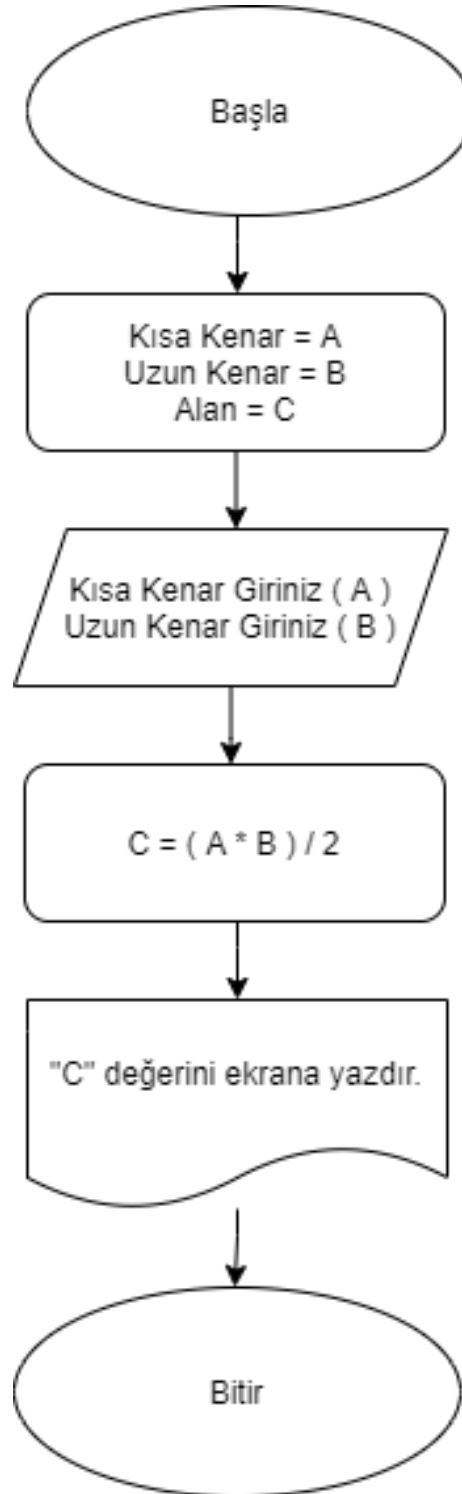 Başla
Kısa Kenar = A
Uzun Kenar = B
Alan = C
Kısa Kenar Giriniz ( A )
Uzun Kenar Giriniz ( B )
C = ( A * B ) / 2
"C" değerini ekrana yazdır.
Bitir